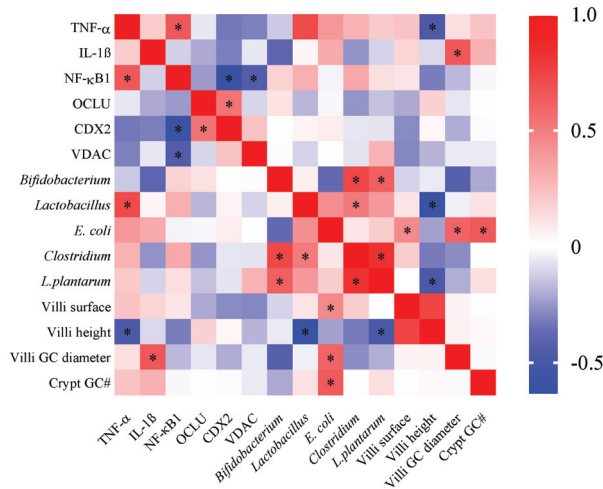 TNF-α
IL-1ß
NF-κB1
OCLU
CDX2
VDAC
Bifidobacterium
Lactobacillus
E. coli
Clostridium
L.plantarum
Villi surface
Villi height
Villi GC diameter
Crypt GC#
* *
*
* * *
*
* *
*
* *
* * *
* * *
* *
* * *
*
* * *
* *
*
TNF-α
IL-1ß
NF-κB1
OCLU
CDX2
VDAC
Bifidobacterium
Lactobacillus
E. coli
Clostridium
L.plantarum
Villi surface
Villi height
Villi GC diameter
Crypt GC#
1.0
0.5
0
-0.5